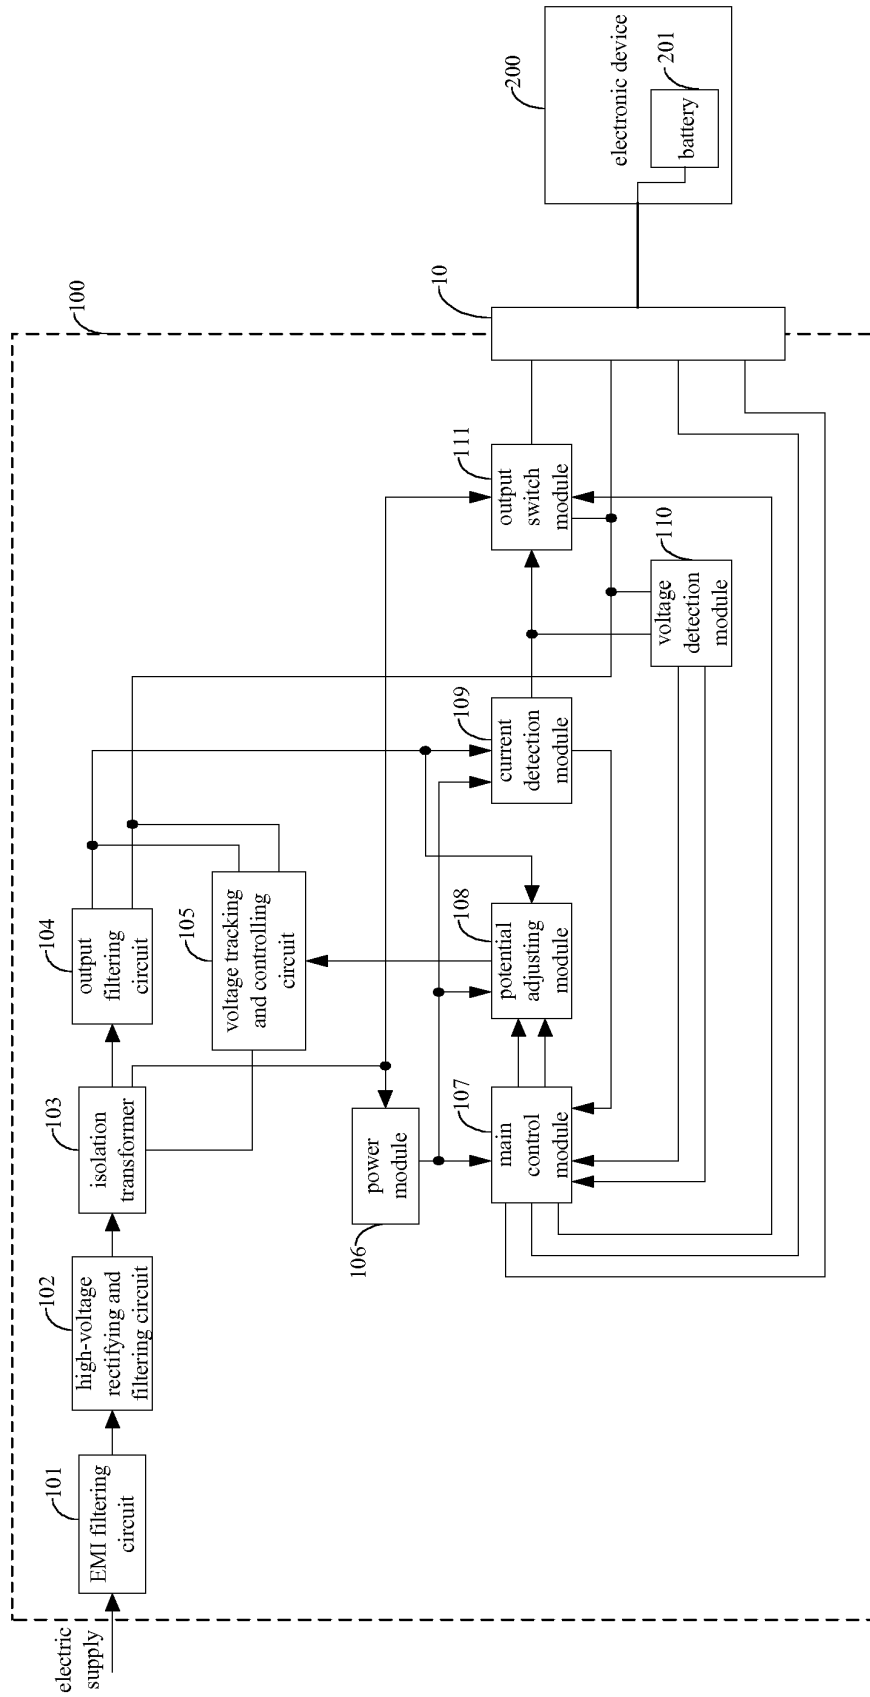 electric
supply
101
EMI filtering
circuit
102
high-voltage
rectifying and
filtering circuit
103
isolation
transformer
104
output
filtering
circuit
105
voltage tracking
and controlling
circuit
100
106
power
module
107
main
control
module
108
potential
adjusting
module
109
current
detection
module
111
output
switch
module
110
voltage
detection
module
10
200
electronic device
201
battery